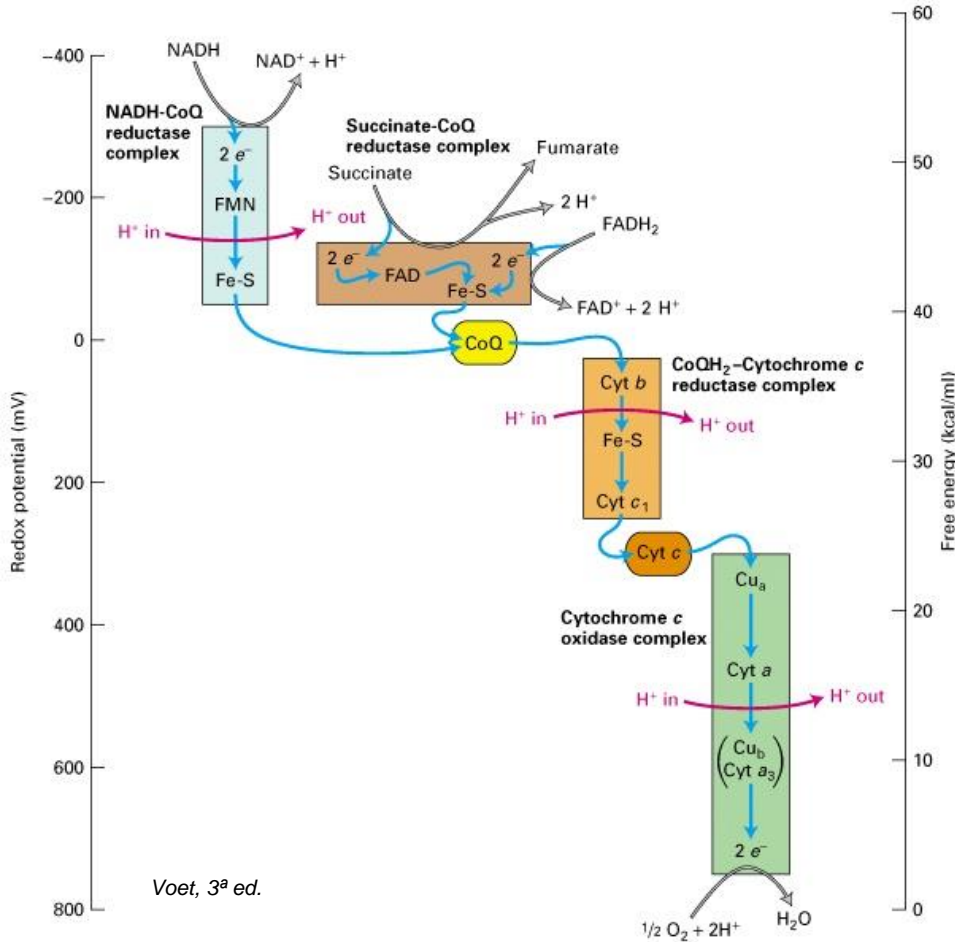 60
−400
NADH
NAD⁺ + H⁺
NADH-CoQ
reductase
complex
Succinate-CoQ
reductase complex
2 e⁻
Fumarate
50
Succinate
−200
FMN
2 H⁺
H⁺ in
H⁺ out
FADH₂
2 e⁻
2 e⁻
FAD
Fe-S
Fe-S
FAD⁺ + 2 H⁺
40
0
CoQ
CoQH₂–Cytochrome c
reductase complex
Cyt b
H⁺ in
H⁺ out
Fe-S
30
200
Cyt c₁
Redox potential (mV)
Free energy (kcal/ml)
Cyt c
Cuₐ
20
400
Cytochrome c
oxidase complex
Cyt a
H⁺ in
H⁺ out
600
(Cu_b
Cyt a₃)
10
2 e⁻
Voet, 3ª ed.
800
½ O₂ + 2H⁺
H₂O
0